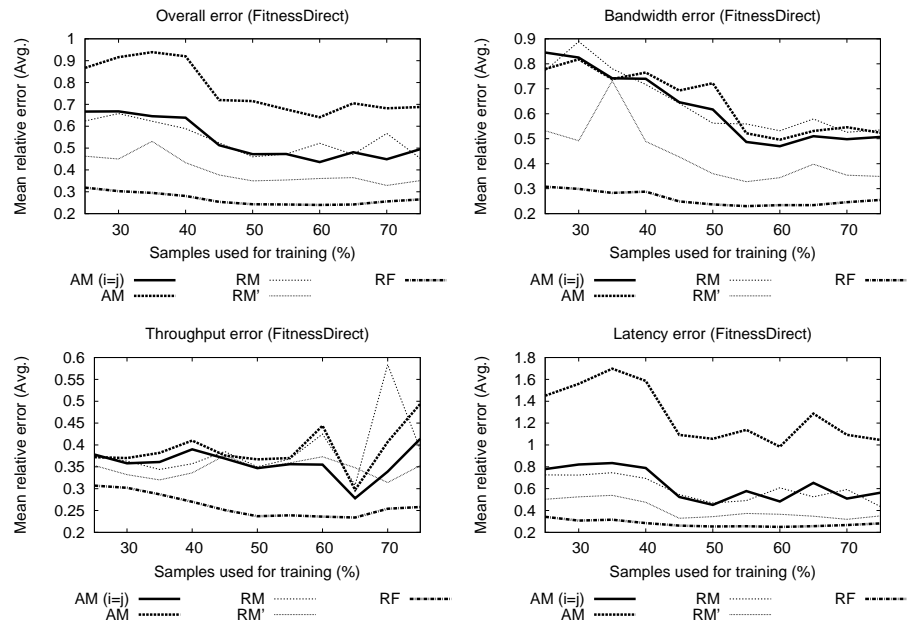 Overall error (FitnessDirect)
Mean relative error (Avg.)
1
0.9
0.8
0.7
0.6
0.5
0.4
0.3
0.2
30 40 50 60 70
Samples used for training (%)
AM (i=j) RM RF
AM RM'
Bandwidth error (FitnessDirect)
Mean relative error (Avg.)
0.9
0.8
0.7
0.6
0.5
0.4
0.3
0.2
30 40 50 60 70
Samples used for training (%)
AM (i=j) RM RF
AM RM'
Throughput error (FitnessDirect)
Mean relative error (Avg.)
0.6
0.55
0.5
0.45
0.4
0.35
0.3
0.25
0.2
30 40 50 60 70
Samples used for training (%)
AM (i=j) RM RF
AM RM'
Latency error (FitnessDirect)
Mean relative error (Avg.)
1.8
1.6
1.4
1.2
1
0.8
0.6
0.4
0.2
30 40 50 60 70
Samples used for training (%)
AM (i=j) RM RF
AM RM'